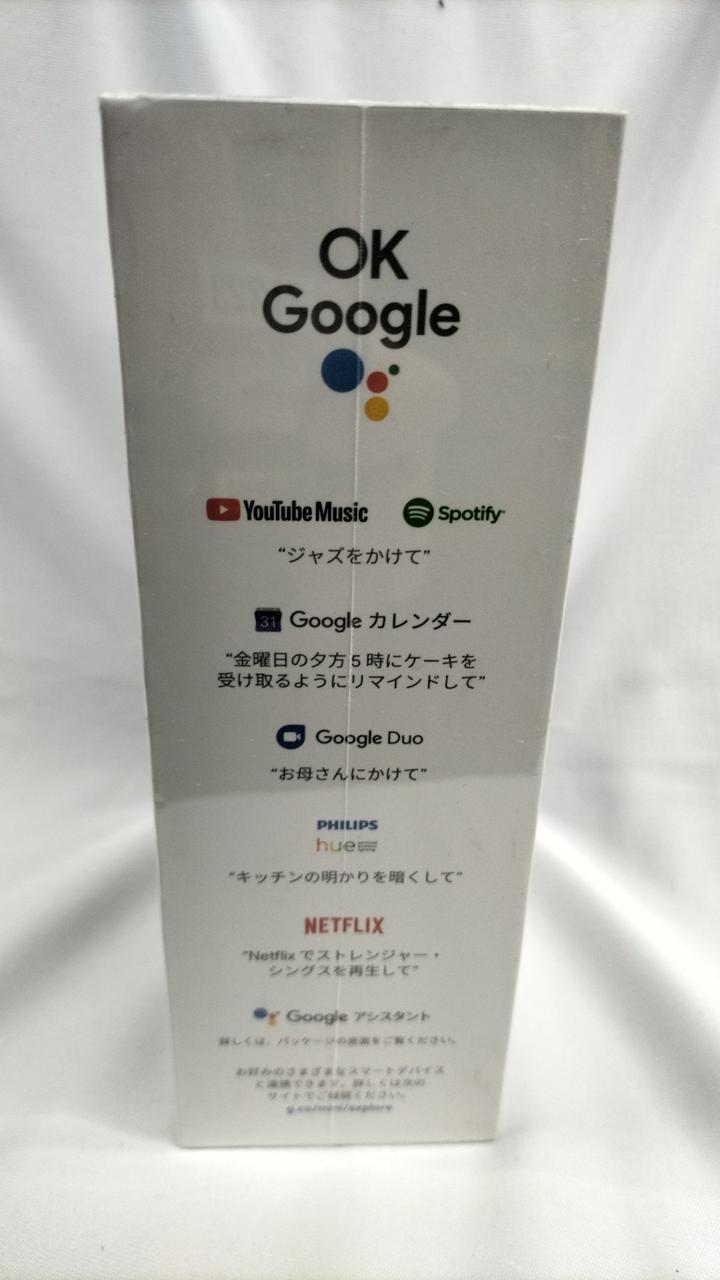 OK
Google
YouTube Music
Spotify
“ジャズをかけて”
31
Google カレンダー
“金曜日の夕方 5 時にケーキを
受け取るようにリマインドして”
Google Duo
“お母さんにかけて”
PHILIPS
hue
“キッチンの明かりを暗くして”
NETFLIX
“Netflix でストレンジャー・
シングスを再生して”
Google アシスタント
詳しくは、パッケージの底面をご覧ください。
お好みのさまざまなスマートデバイス
と接続できます。詳しくは次の
サイトでご確認ください。
g.co/mini/explore